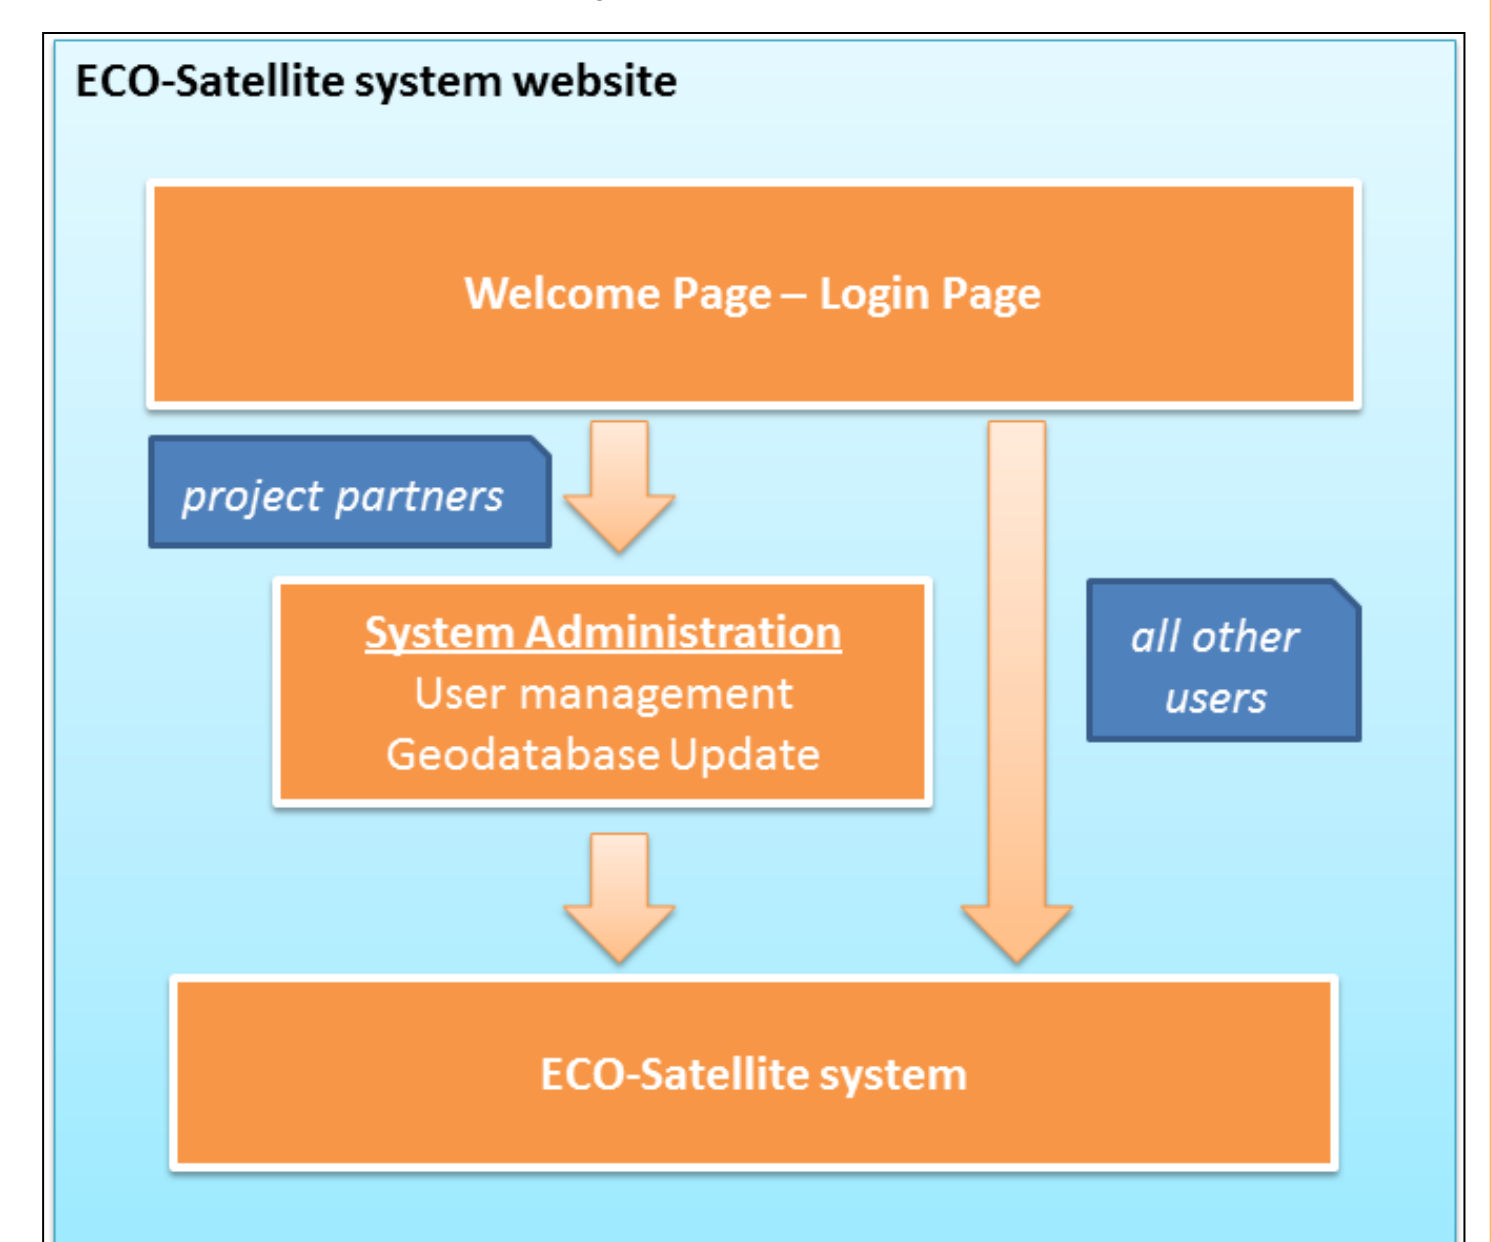 ECO-Satellite system website
Welcome Page – Login Page
project partners
System Administration
User management
Geodatabase Update
all other
users
ECO-Satellite system